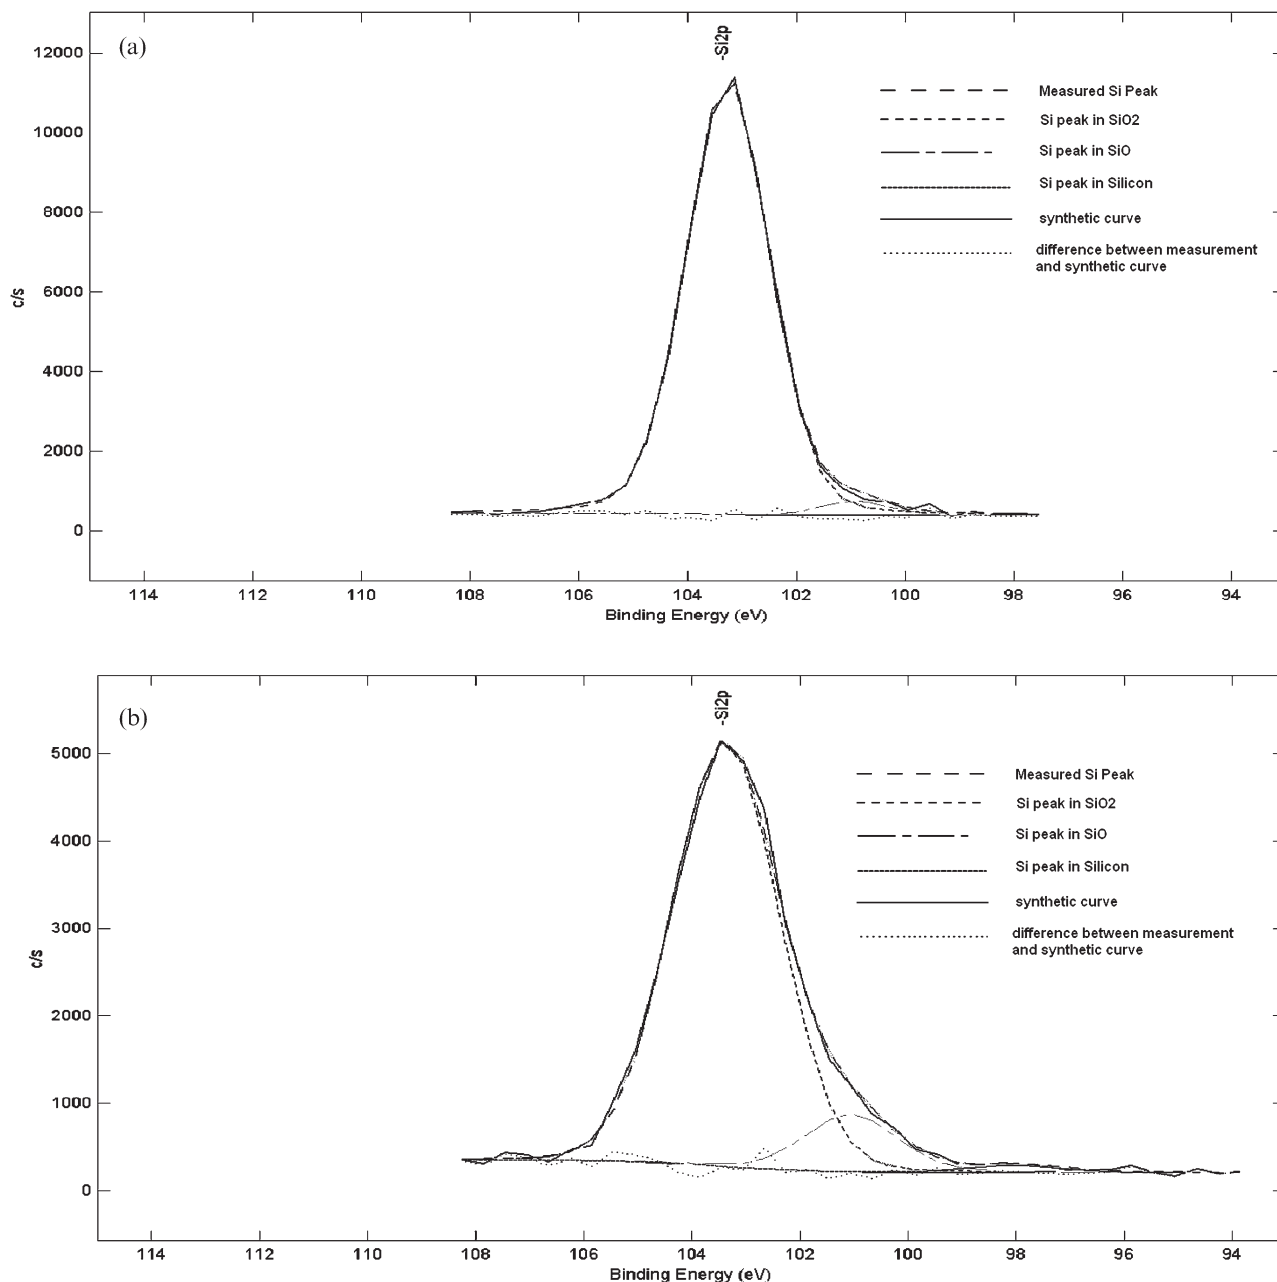 (a)
-Si2p
12000
10000
8000
6000
4000
2000
0
c/s
Measured Si Peak
Si peak in SiO2
Si peak in SiO
Si peak in Silicon
synthetic curve
difference between measurement
and synthetic curve
114 112 110 108 106 104 102 100 98 96 94
Binding Energy (eV)
(b)
-Si2p
5000
4000
3000
2000
1000
0
c/s
Measured Si Peak
Si peak in SiO2
Si peak in SiO
Si peak in Silicon
synthetic curve
difference between measurement
and synthetic curve
114 112 110 108 106 104 102 100 98 96 94
Binding Energy (eV)